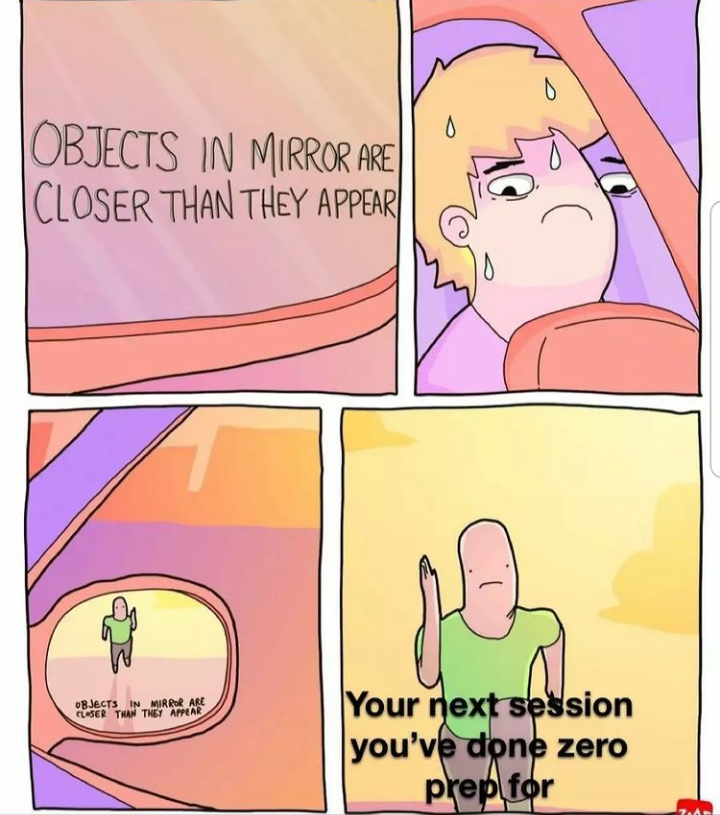 OBJECTS IN MIRROR ARE
CLOSER THAN THEY APPEAR
OBJECTS IN MIRROR ARE
CLOSER THAN THEY APPEAR
Your next session
you've done zero
prep for